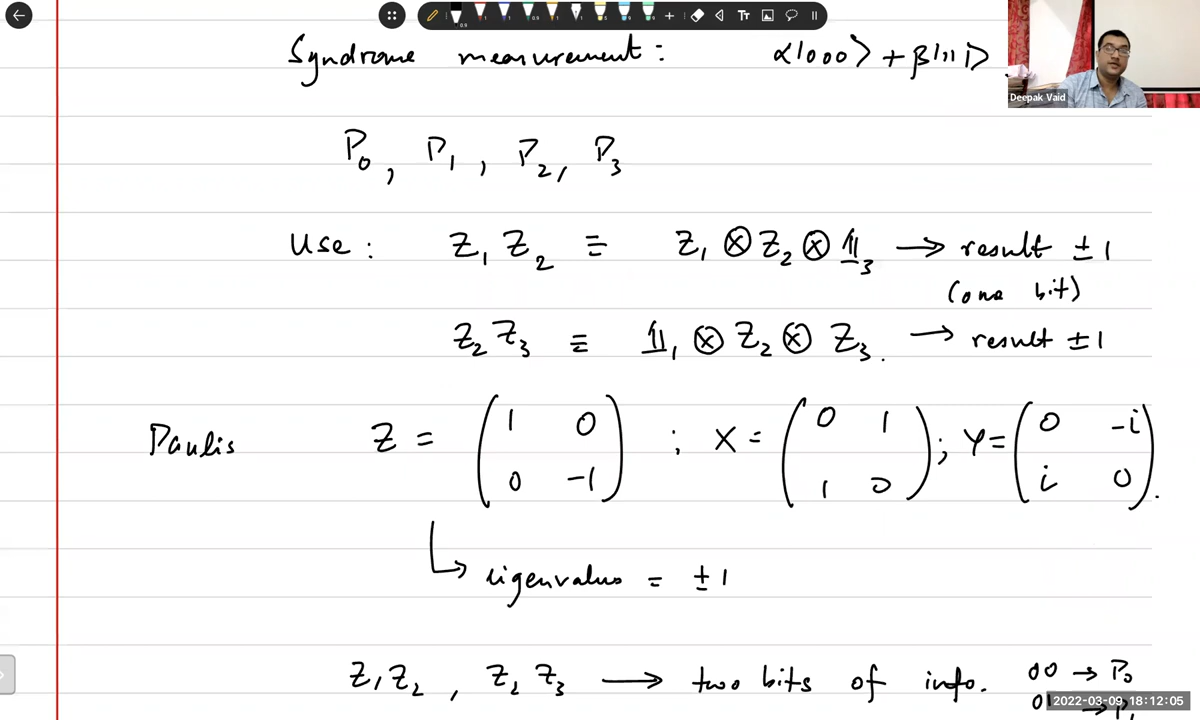 Syndrome measurement: α|000⟩ + β|111⟩
Deepak Vaid
P₀, P₁, P₂, P₃
Use: Z₁ Z₂ ≡ Z₁ ⊗ Z₂ ⊗ 𝟙₃ → result ± 1
(one bit)
Z₂ Z₃ ≡ 𝟙₁ ⊗ Z₂ ⊗ Z₃. → result ± 1
Paulis Z = (1 0; 0 -1) ; X = (0 1; 1 0) ; Y = (0 -i; i 0).
↳ eigenvalues = ± 1
Z₁Z₂, Z₂ Z₃ → two bits of info. 00 → P₀
2022-03-09 18:12:05